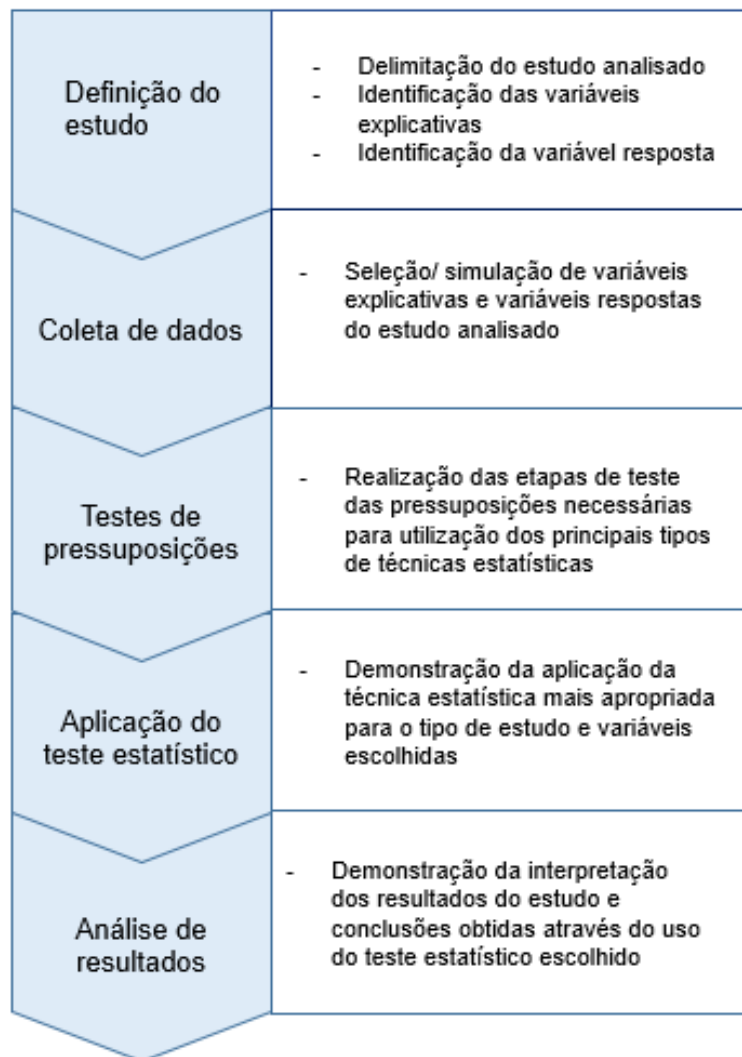 Definição do
estudo
- Delimitação do estudo analisado
- Identificação das variáveis
explicativas
- Identificação da variável resposta
Coleta de dados
- Seleção/ simulação de variáveis
explicativas e variáveis respostas
do estudo analisado
Testes de
pressuposições
- Realização das etapas de teste
das pressuposições necessárias
para utilização dos principais tipos
de técnicas estatísticas
Aplicação do
teste estatístico
- Demonstração da aplicação da
técnica estatística mais apropriada
para o tipo de estudo e variáveis
escolhidas
Análise de
resultados
- Demonstração da interpretação
dos resultados do estudo e
conclusões obtidas através do uso
do teste estatístico escolhido